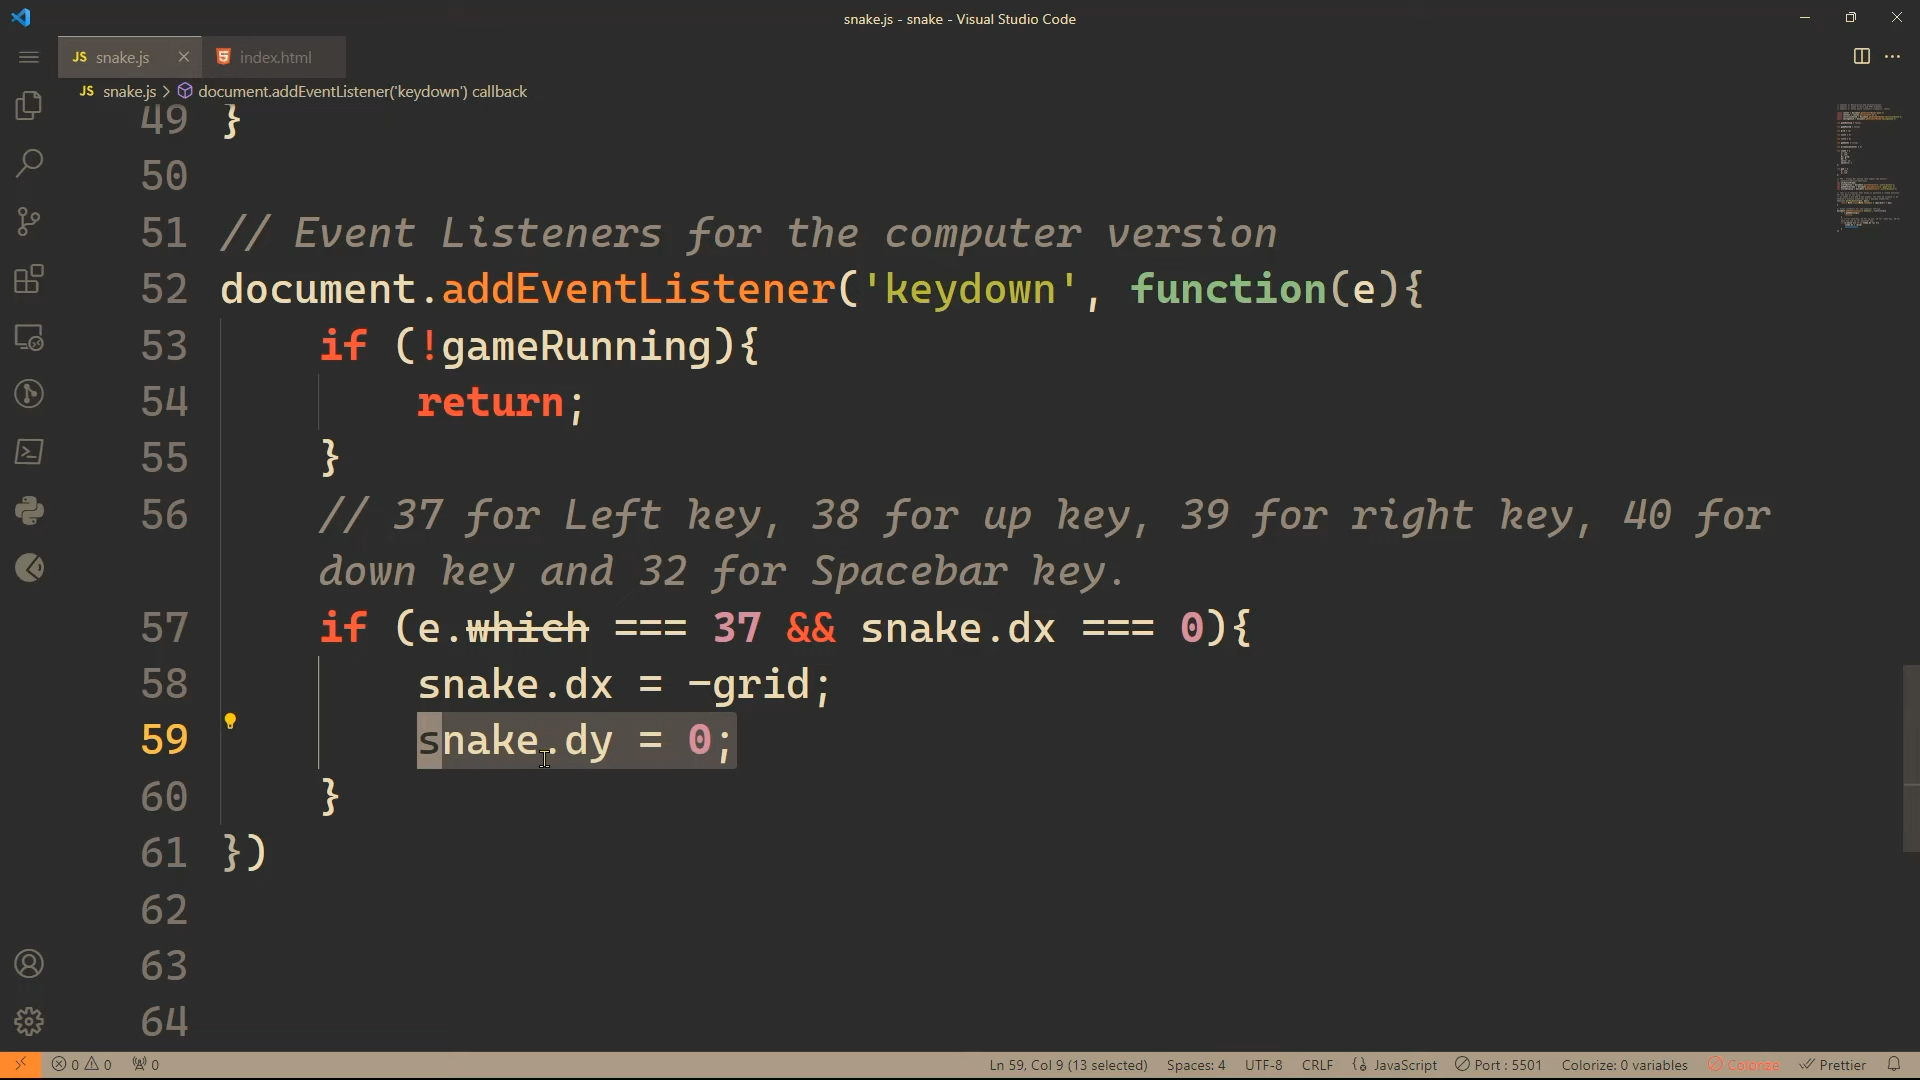 snake.js - snake - Visual Studio Code
JS snake.js
index.html
JS snake.js > document.addEventListener('keydown') callback
49 }
50
51 // Event Listeners for the computer version
52 document.addEventListener('keydown', function(e){
53 if (!gameRunning){
54 return;
55 }
56 // 37 for Left key, 38 for up key, 39 for right key, 40 for
down key and 32 for Spacebar key.
57 if (e.which === 37 && snake.dx === 0){
58 snake.dx = -grid;
59 snake.dy = 0;
60 }
61 })
62
63
64
0 0 0 Ln 59, Col 9 (13 selected) Spaces: 4 UTF-8 CRLF JavaScript Port : 5501 Colorize: 0 variables Colorize Prettier